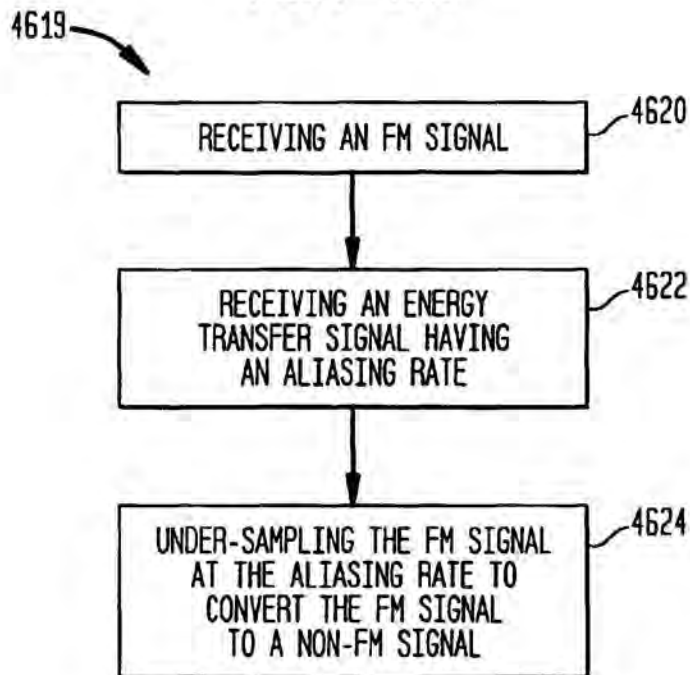 4619
RECEIVING AN FM SIGNAL
4620
RECEIVING AN ENERGY
TRANSFER SIGNAL HAVING
AN ALIASING RATE
4622
UNDER-SAMPLING THE FM SIGNAL
AT THE ALIASING RATE TO
CONVERT THE FM SIGNAL
TO A NON-FM SIGNAL
4624